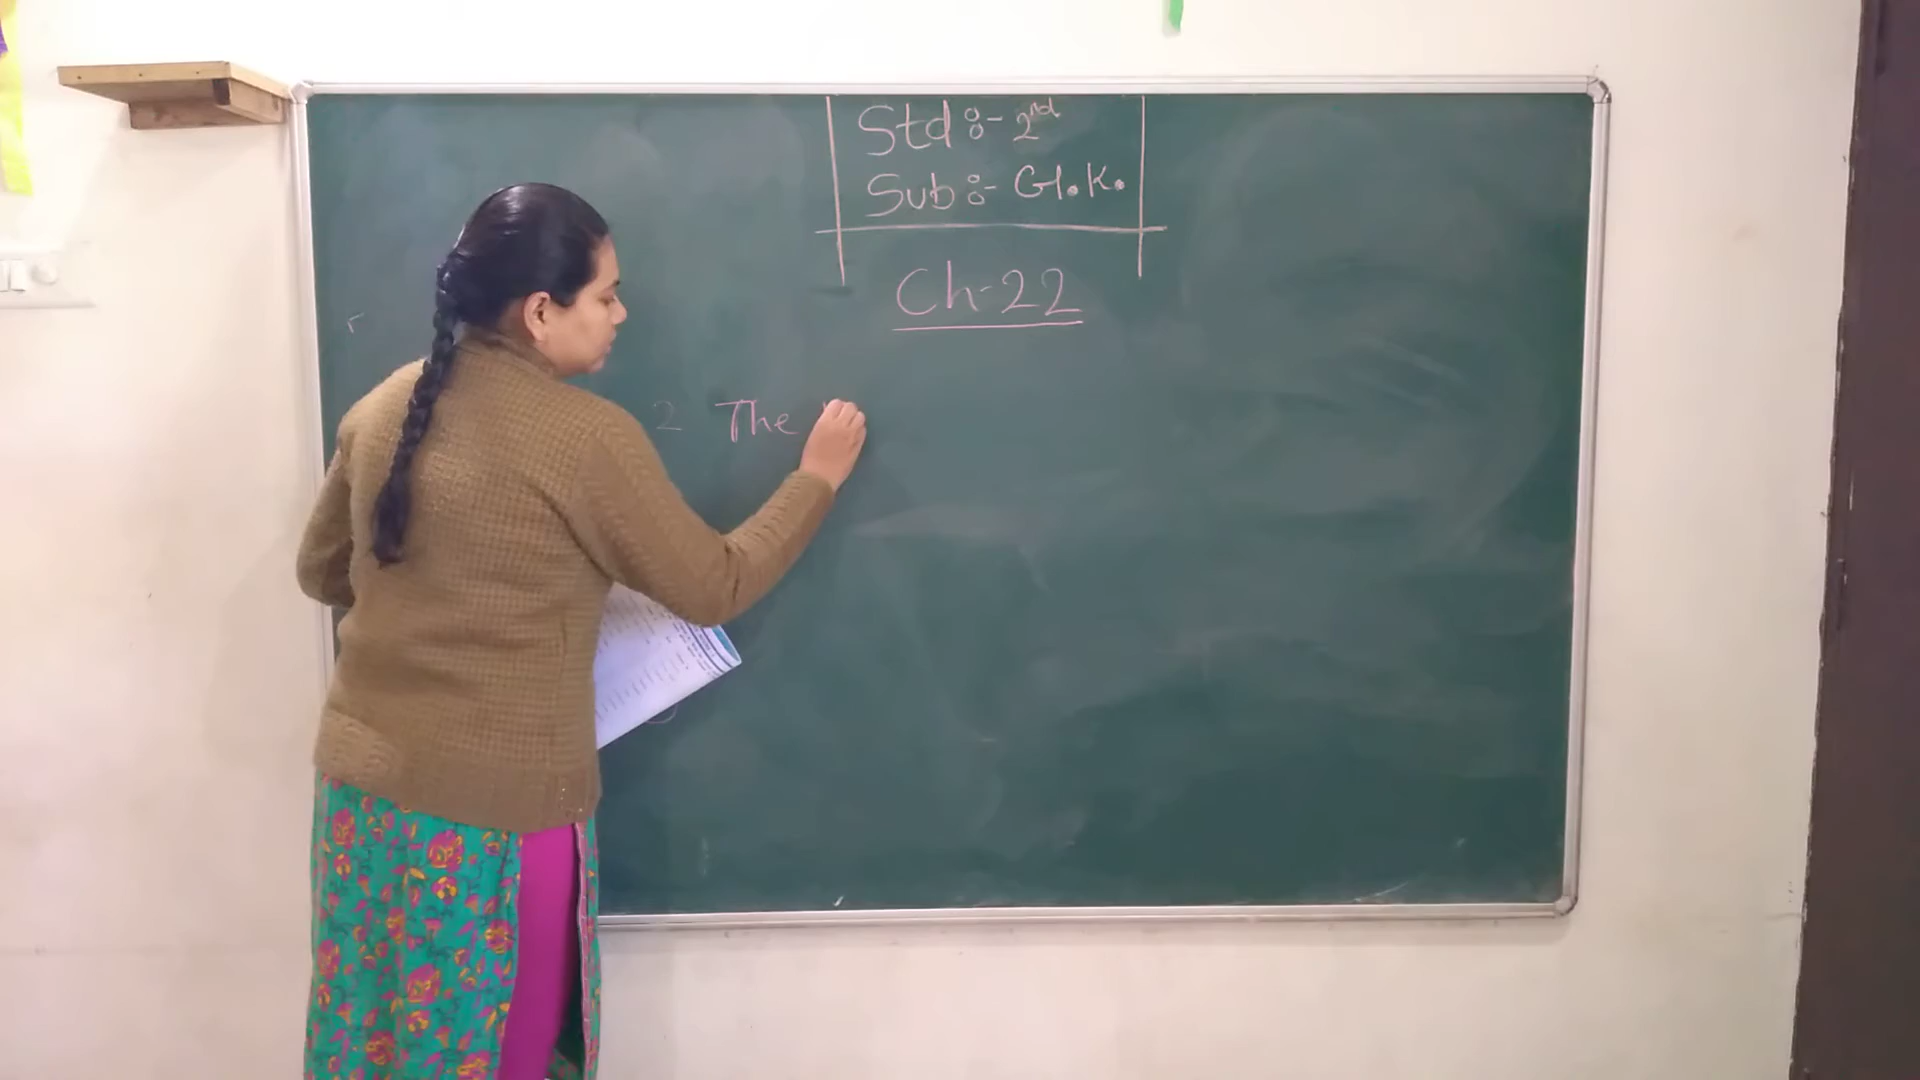 Std :- 2nd
Sub :- G.K.
Ch-22
2 The